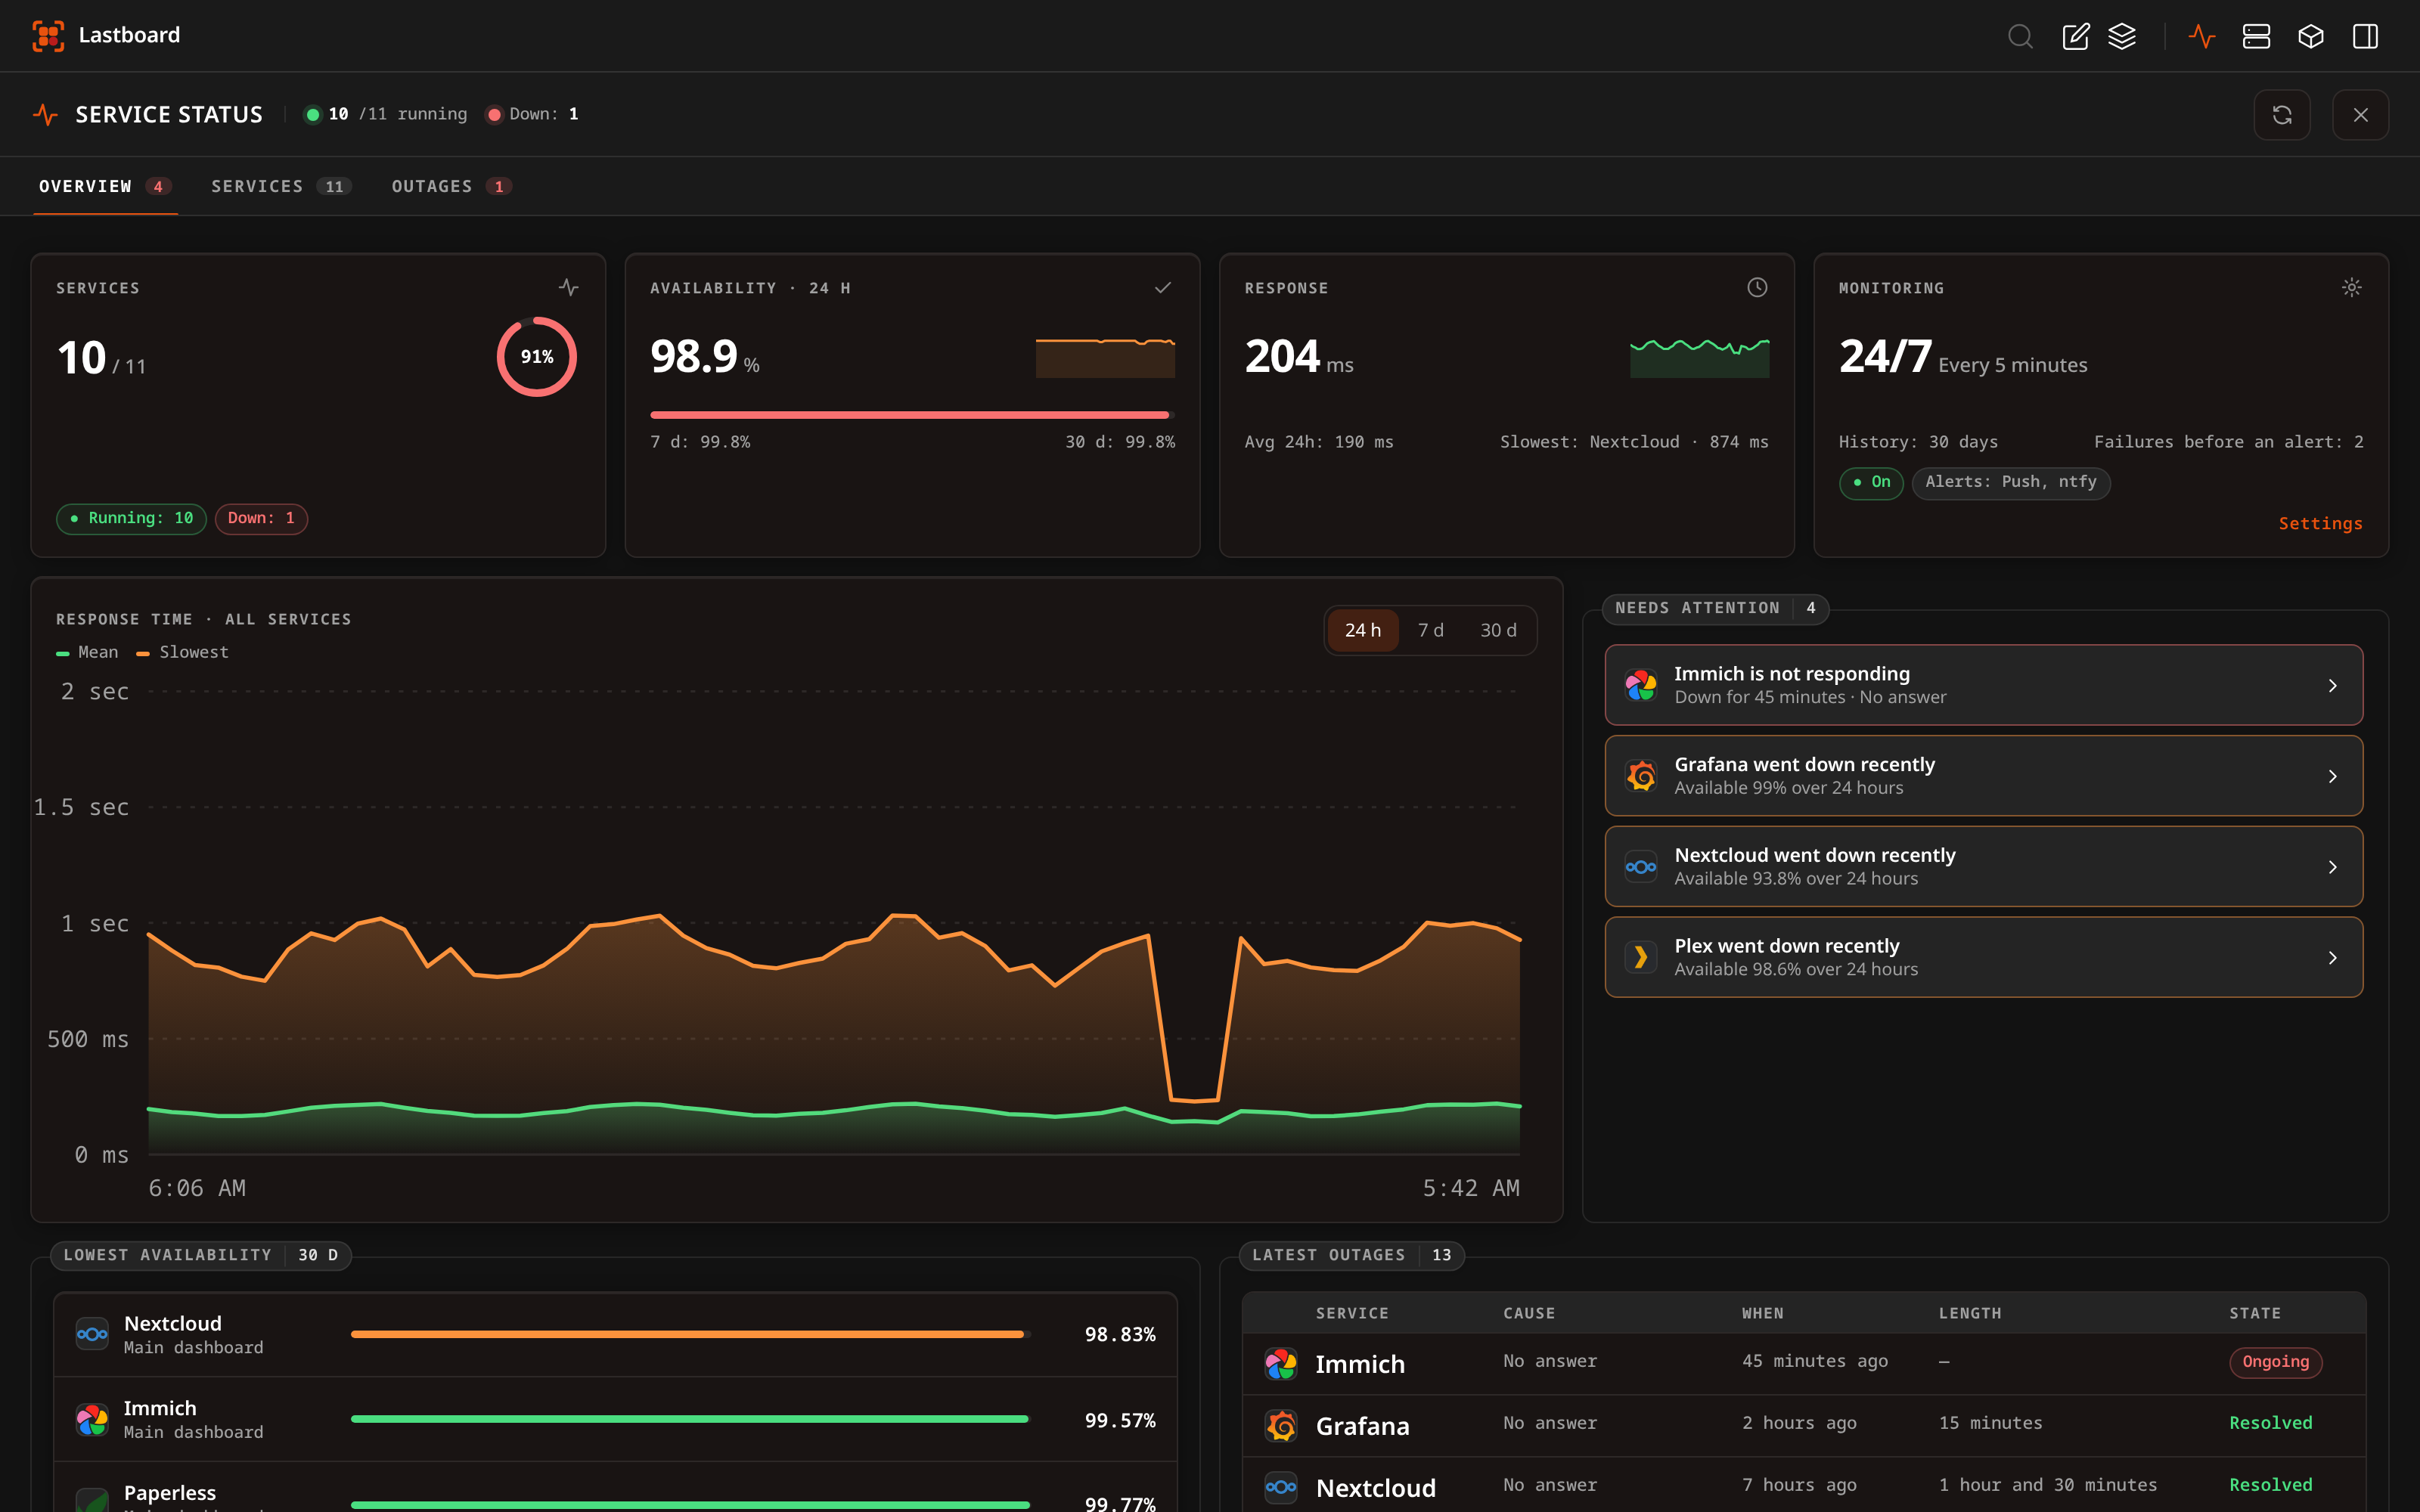 Lastboard
SERVICE STATUS
10 /11 running
Down: 1
OVERVIEW 4
SERVICES 11
OUTAGES 1
SERVICES
10 / 11
91%
Running: 10
Down: 1
AVAILABILITY · 24 H
98.9 %
7 d: 99.8%
30 d: 99.8%
RESPONSE
204 ms
Avg 24h: 190 ms
Slowest: Nextcloud · 874 ms
MONITORING
24/7 Every 5 minutes
History: 30 days
Failures before an alert: 2
On
Alerts: Push, ntfy
Settings
RESPONSE TIME · ALL SERVICES
Mean
Slowest
24 h
7 d
30 d
2 sec
1.5 sec
1 sec
500 ms
0 ms
6:06 AM
5:42 AM
NEEDS ATTENTION 4
Immich is not responding
Down for 45 minutes · No answer
Grafana went down recently
Available 99% over 24 hours
Nextcloud went down recently
Available 93.8% over 24 hours
Plex went down recently
Available 98.6% over 24 hours
LOWEST AVAILABILITY 30 D
Nextcloud
Main dashboard
98.83%
Immich
Main dashboard
99.57%
Paperless
99.77%
LATEST OUTAGES 13
SERVICE CAUSE WHEN LENGTH STATE
Immich No answer 45 minutes ago — Ongoing
Grafana No answer 2 hours ago 15 minutes Resolved
Nextcloud No answer 7 hours ago 1 hour and 30 minutes Resolved